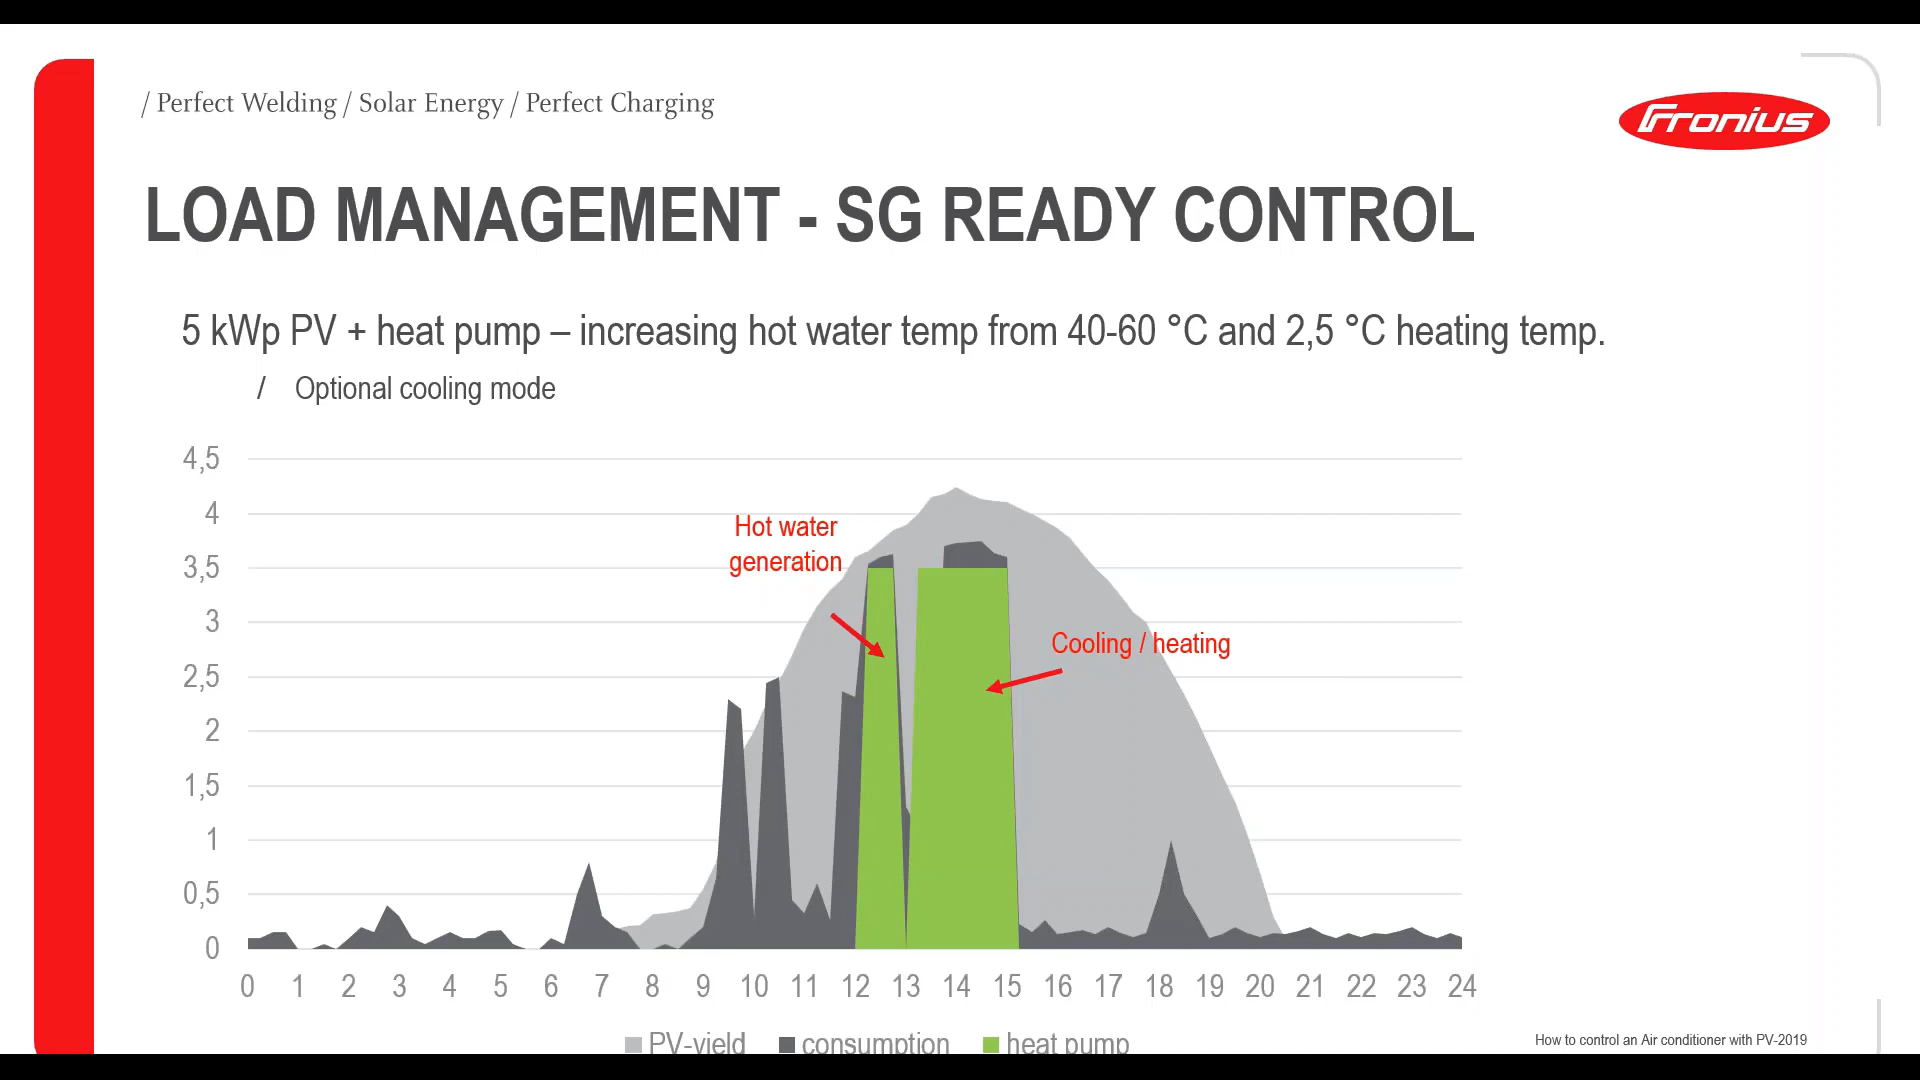 / Perfect Welding / Solar Energy / Perfect Charging
Fronius
LOAD MANAGEMENT - SG READY CONTROL
5 kWp PV + heat pump – increasing hot water temp from 40-60 °C and 2,5 °C heating temp.
/ Optional cooling mode
4,5
4
3,5
3
2,5
2
1,5
1
0,5
0
Hot water
generation
Cooling / heating
0 1 2 3 4 5 6 7 8 9 10 11 12 13 14 15 16 17 18 19 20 21 22 23 24
PV-yield consumption heat pump
How to control an Air conditioner with PV-2019